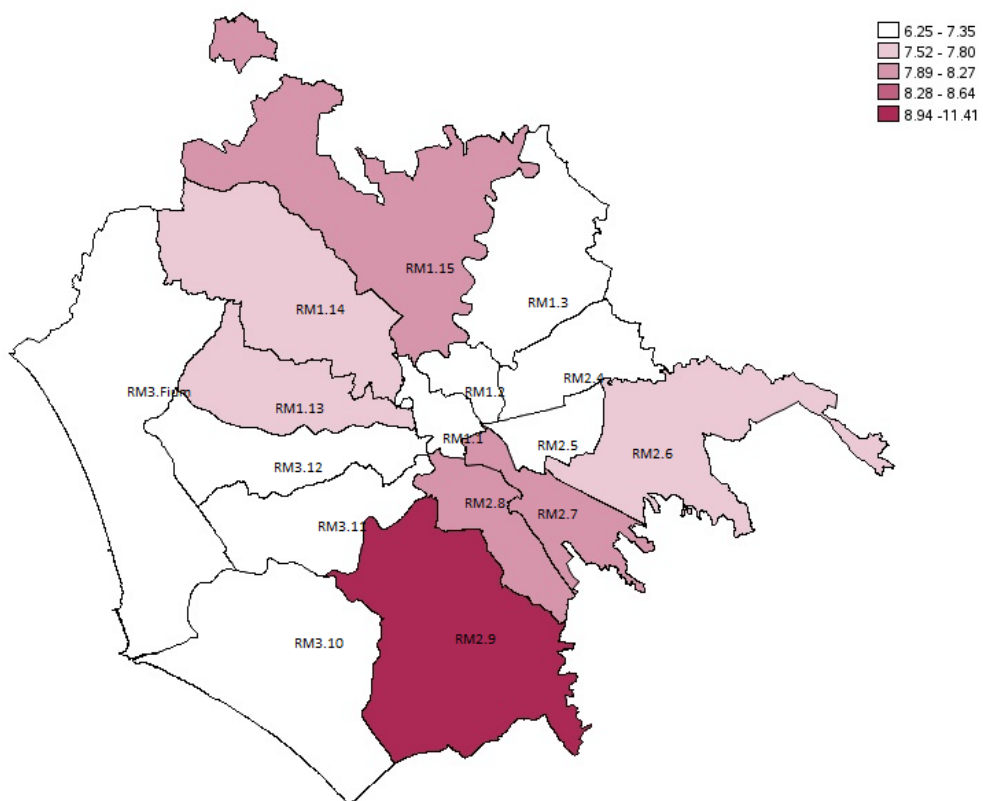 6.25 - 7.35
7.52 - 7.80
7.89 - 8.27
8.28 - 8.64
8.94 -11.41
RM1.15
RM1.3
RM1.14
RM2.4
RM3.Fium
RM1.2
RM1.13
RM1.1
RM2.5
RM2.6
RM3.12
RM2.8
RM2.7
RM3.11
RM2.9
RM3.10